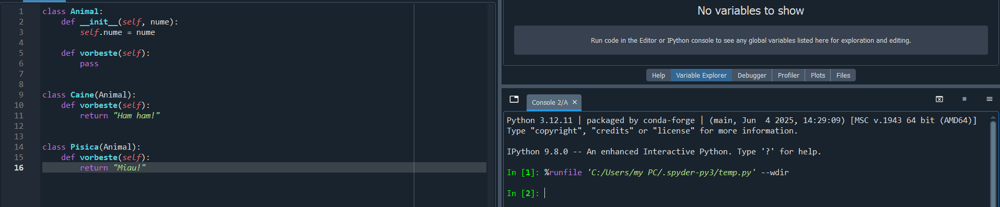 1 class Animal:
2     def __init__(self, nume):
3         self.nume = nume
4
5     def vorbeste(self):
6         pass
7
8
9 class Caine(Animal):
10     def vorbeste(self):
11         return "Ham ham!"
12
13
14 class Pisica(Animal):
15     def vorbeste(self):
16         return "Miau!"
No variables to show
Run code in the Editor or IPython console to see any global variables listed here for exploration and editing.
Help Variable Explorer Debugger Profiler Plots Files
Console 2/A
Python 3.12.11 | packaged by conda-forge | (main, Jun  4 2025, 14:29:09) [MSC v.1943 64 bit (AMD64)]
Type "copyright", "credits" or "license" for more information.
IPython 9.8.0 -- An enhanced Interactive Python. Type '?' for help.
In [1]: %runfile 'C:/Users/my PC/.spyder-py3/temp.py' --wdir
In [2]: